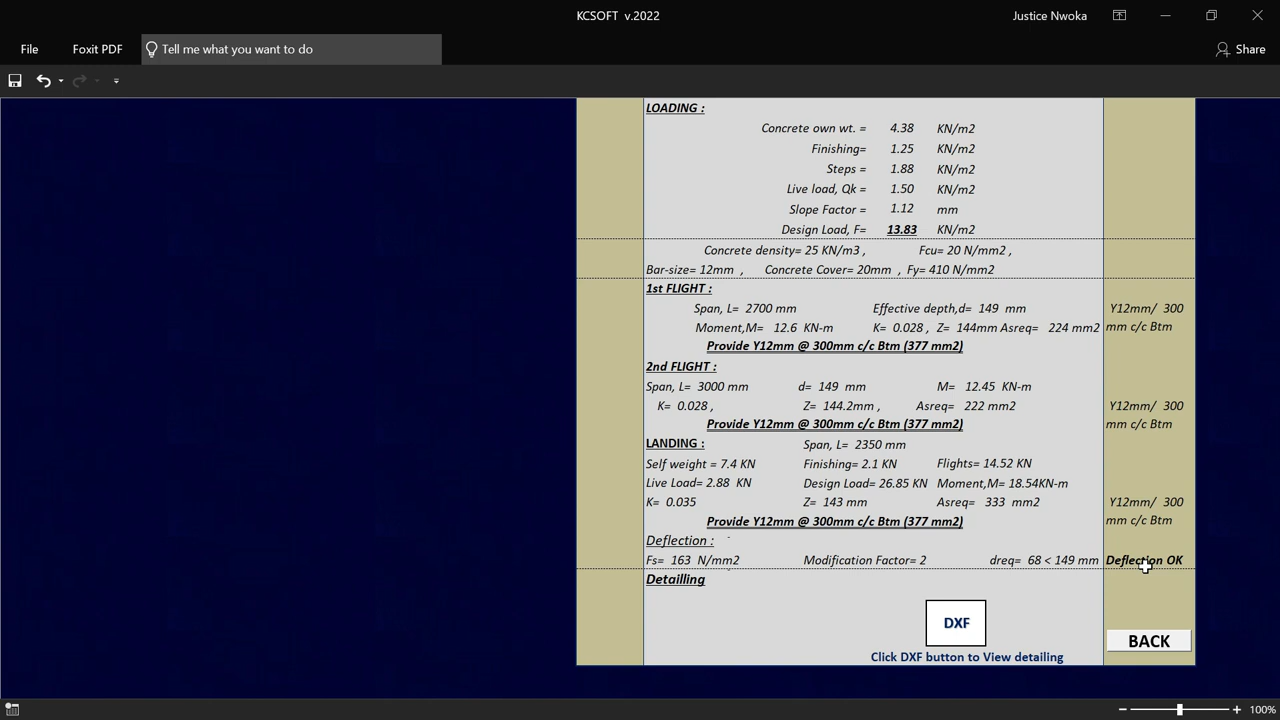 KCSOFT v.2022
Justice Nwoka
File Foxit PDF Tell me what you want to do Share
LOADING :
Concrete own wt. = 4.38 KN/m2
Finishing= 1.25 KN/m2
Steps = 1.88 KN/m2
Live load, Qk = 1.50 KN/m2
Slope Factor = 1.12 mm
Design Load, F= 13.83 KN/m2
Concrete density= 25 KN/m3 , Fcu= 20 N/mm2 ,
Bar-size= 12mm , Concrete Cover= 20mm , Fy= 410 N/mm2
1st FLIGHT :
Span, L= 2700 mm Effective depth,d= 149 mm Y12mm/ 300
Moment,M= 12.6 KN-m K= 0.028 , Z= 144mm Asreq= 224 mm2 mm c/c Btm
Provide Y12mm @ 300mm c/c Btm (377 mm2)
2nd FLIGHT :
Span, L= 3000 mm d= 149 mm M= 12.45 KN-m
K= 0.028 , Z= 144.2mm , Asreq= 222 mm2 Y12mm/ 300
Provide Y12mm @ 300mm c/c Btm (377 mm2) mm c/c Btm
LANDING : Span, L= 2350 mm
Self weight = 7.4 KN Finishing= 2.1 KN Flights= 14.52 KN
Live Load= 2.88 KN Design Load= 26.85 KN Moment,M= 18.54KN-m
K= 0.035 Z= 143 mm Asreq= 333 mm2 Y12mm/ 300
Provide Y12mm @ 300mm c/c Btm (377 mm2) mm c/c Btm
Deflection :
Fs= 163 N/mm2 Modification Factor= 2 dreq= 68 < 149 mm Deflection OK
Detailling
DXF
BACK
Click DXF button to View detailing
100%